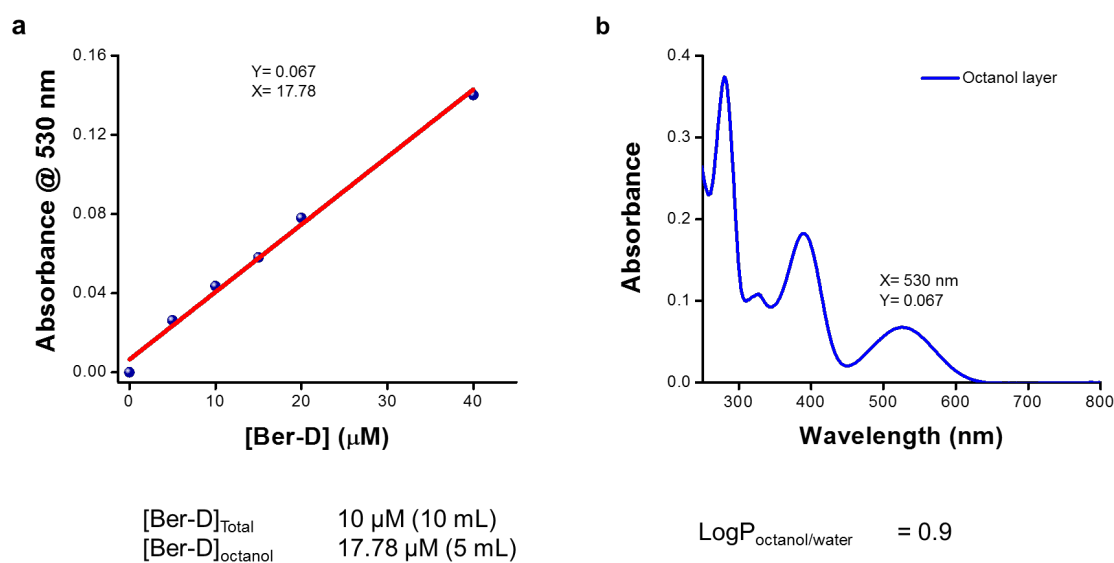 a
Absorbance @ 530 nm
0.16
0.12
0.08
0.04
0.00
Y= 0.067
X= 17.78
0
10
20
30
40
[Ber-D] (μM)
b
Absorbance
0.4
0.3
0.2
0.1
0.0
Octanol layer
X= 530 nm
Y= 0.067
300
400
500
600
700
800
Wavelength (nm)
[Ber-D]Total 10 µM (10 mL)
[Ber-D]octanol 17.78 µM (5 mL)
LogPoctanol/water = 0.9